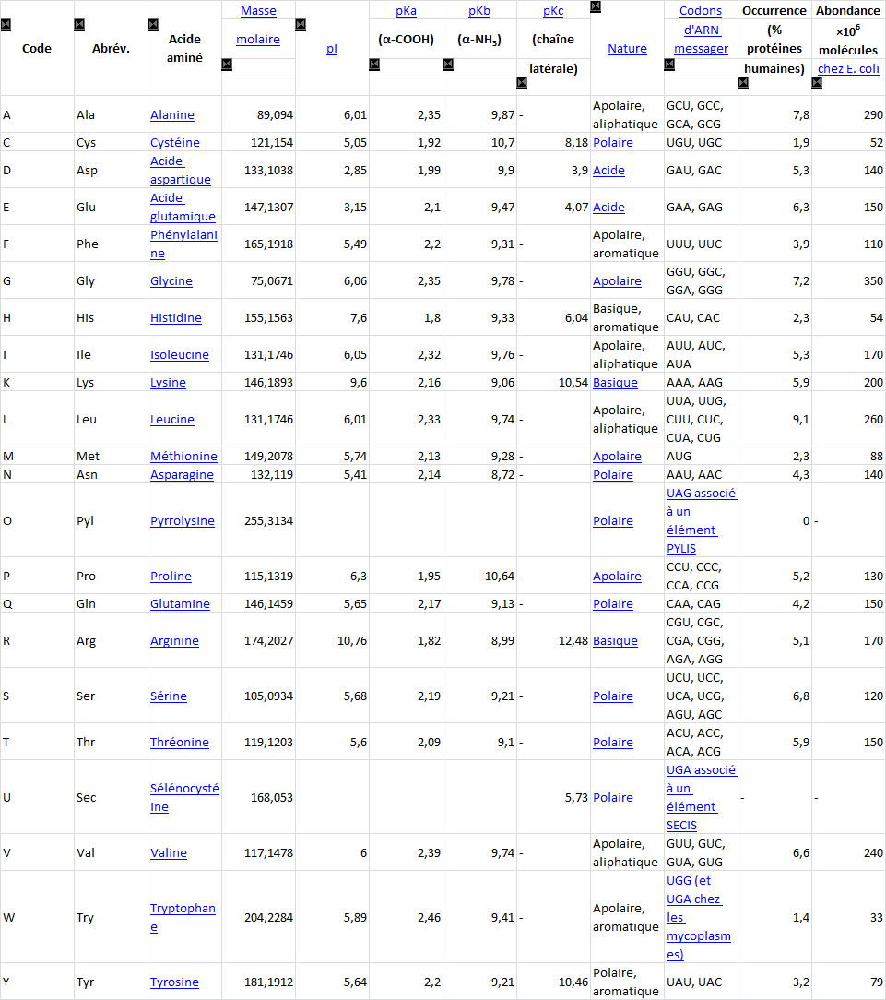 Code
Abrév.
Acide
aminé
Masse
molaire
pI
pKa
(α-COOH)
pKb
(α-NH3)
pKc
(chaîne
latérale)
Nature
Codons
d'ARN
messager
Occurrence
(%
protéines
humaines)
Abondance
×10⁶
molécules
chez E. coli
A Ala Alanine 89,094 6,01 2,35 9,87 - Apolaire,
aliphatique GCU, GCC,
GCA, GCG 7,8 290
C Cys Cystéine 121,154 5,05 1,92 10,7 8,18 Polaire UGU, UGC 1,9 52
D Asp Acide
aspartique 133,1038 2,85 1,99 9,9 3,9 Acide GAU, GAC 5,3 140
E Glu Acide
glutamique 147,1307 3,15 2,1 9,47 4,07 Acide GAA, GAG 6,3 150
F Phe Phénylalani
ne 165,1918 5,49 2,2 9,31 - Apolaire,
aromatique UUU, UUC 3,9 110
G Gly Glycine 75,0671 6,06 2,35 9,78 - Apolaire GGU, GGC,
GGA, GGG 7,2 350
H His Histidine 155,1563 7,6 1,8 9,33 6,04 Basique,
aromatique CAU, CAC 2,3 54
I Ile Isoleucine 131,1746 6,05 2,32 9,76 - Apolaire,
aliphatique AUU, AUC,
AUA 5,3 170
K Lys Lysine 146,1893 9,6 2,16 9,06 10,54 Basique AAA, AAG 5,9 200
L Leu Leucine 131,1746 6,01 2,33 9,74 - Apolaire,
aliphatique UUA, UUG,
CUU, CUC,
CUA, CUG 9,1 260
M Met Méthionine 149,2078 5,74 2,13 9,28 - Apolaire AUG 2,3 88
N Asn Asparagine 132,119 5,41 2,14 8,72 - Polaire AAU, AAC 4,3 140
O Pyl Pyrrolysine 255,3134 Polaire UAG associé
à un
élément
PYLIS 0 -
P Pro Proline 115,1319 6,3 1,95 10,64 - Apolaire CCU, CCC,
CCA, CCG 5,2 130
Q Gln Glutamine 146,1459 5,65 2,17 9,13 - Polaire CAA, CAG 4,2 150
R Arg Arginine 174,2027 10,76 1,82 8,99 12,48 Basique CGU, CGC,
CGA, CGG,
AGA, AGG 5,1 170
S Ser Sérine 105,0934 5,68 2,19 9,21 - Polaire UCU, UCC,
UCA, UCG,
AGU, AGC 6,8 120
T Thr Thréonine 119,1203 5,6 2,09 9,1 - Polaire ACU, ACC,
ACA, ACG 5,9 150
U Sec Sélénocysté
ine 168,053 5,73 Polaire UGA associé
à un
élément
SECIS - -
V Val Valine 117,1478 6 2,39 9,74 - Apolaire,
aliphatique GUU, GUC,
GUA, GUG 6,6 240
W Try Tryptophan
e 204,2284 5,89 2,46 9,41 - Apolaire,
aromatique UGG (et
UGA chez
les
mycoplasm
es) 1,4 33
Y Tyr Tyrosine 181,1912 5,64 2,2 9,21 10,46 Polaire,
aromatique UAU, UAC 3,2 79